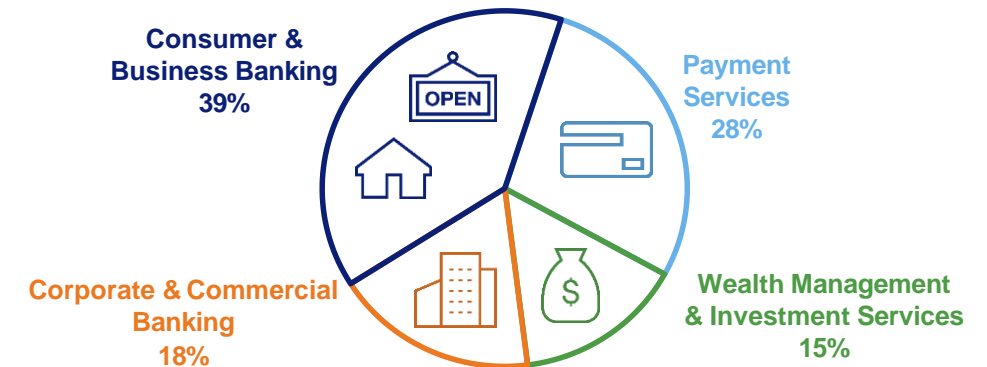 Consumer &
Business Banking
39%
OPEN
Payment
Services
28%
Corporate & Commercial
Banking
18%
$
Wealth Management
& Investment Services
15%